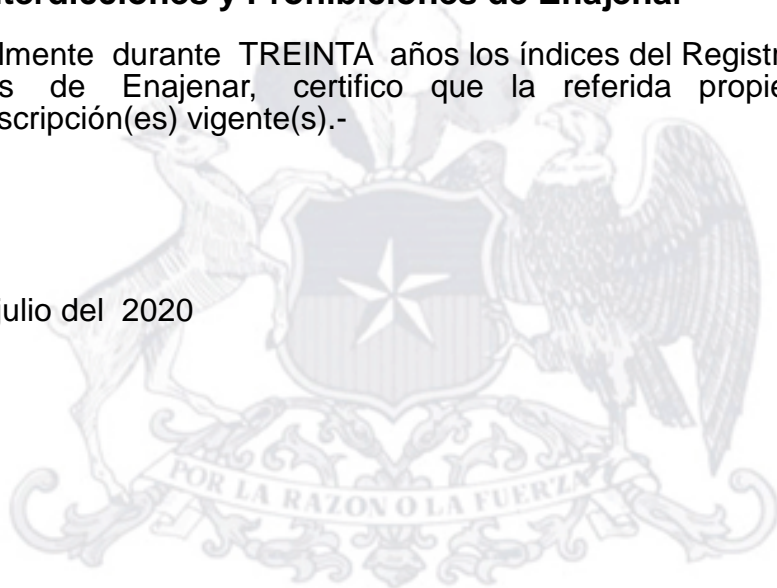 nterdicciones y Prohibiciones de Enajenar
lmente durante TREINTA años los índices del Registr
s de Enajenar, certifico que la referida propie
scripción(es) vigente(s).-
julio del 2020
POR LA RAZON O LA FUERZA